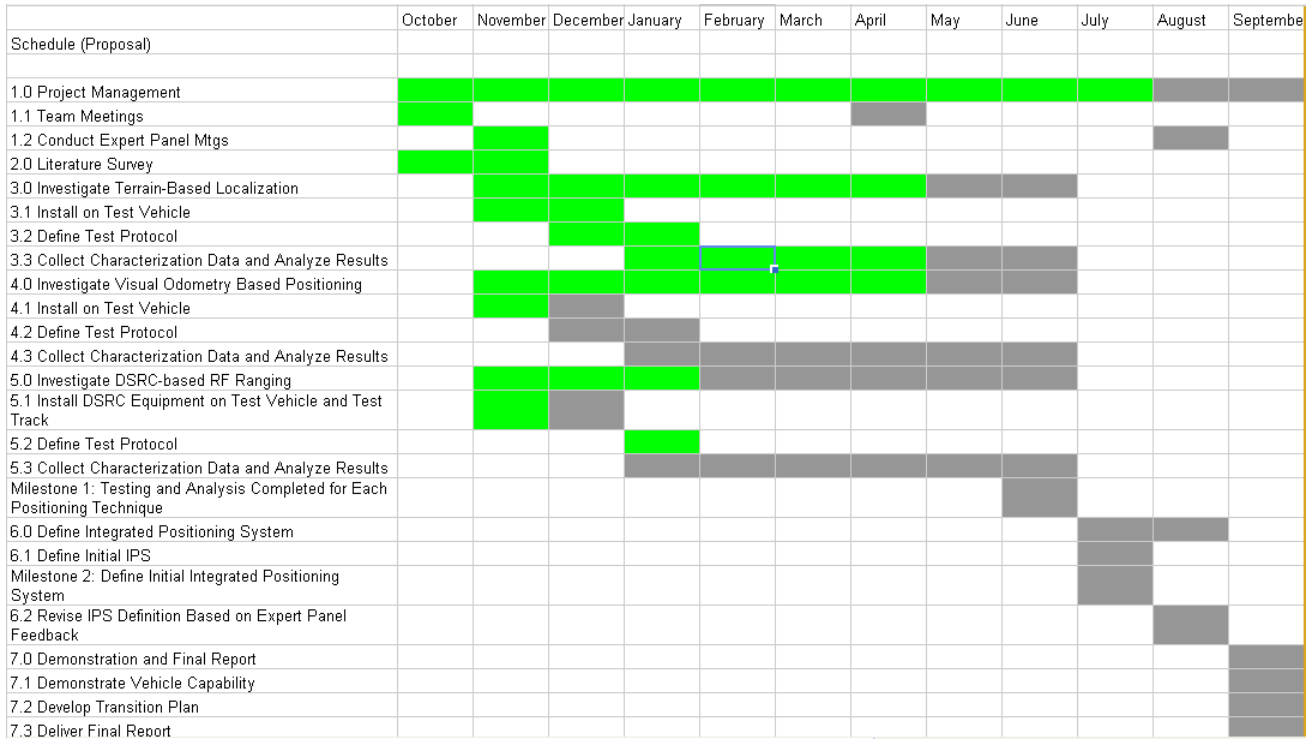 October November December January February March April May June July August Septembe
Schedule (Proposal)
1.0 Project Management
1.1 Team Meetings
1.2 Conduct Expert Panel Mtgs
2.0 Literature Survey
3.0 Investigate Terrain-Based Localization
3.1 Install on Test Vehicle
3.2 Define Test Protocol
3.3 Collect Characterization Data and Analyze Results
4.0 Investigate Visual Odometry Based Positioning
4.1 Install on Test Vehicle
4.2 Define Test Protocol
4.3 Collect Characterization Data and Analyze Results
5.0 Investigate DSRC-based RF Ranging
5.1 Install DSRC Equipment on Test Vehicle and Test
Track
5.2 Define Test Protocol
5.3 Collect Characterization Data and Analyze Results
Milestone 1: Testing and Analysis Completed for Each
Positioning Technique
6.0 Define Integrated Positioning System
6.1 Define Initial IPS
Milestone 2: Define Initial Integrated Positioning
System
6.2 Revise IPS Definition Based on Expert Panel
Feedback
7.0 Demonstration and Final Report
7.1 Demonstrate Vehicle Capability
7.2 Develop Transition Plan
7.3 Deliver Final Report